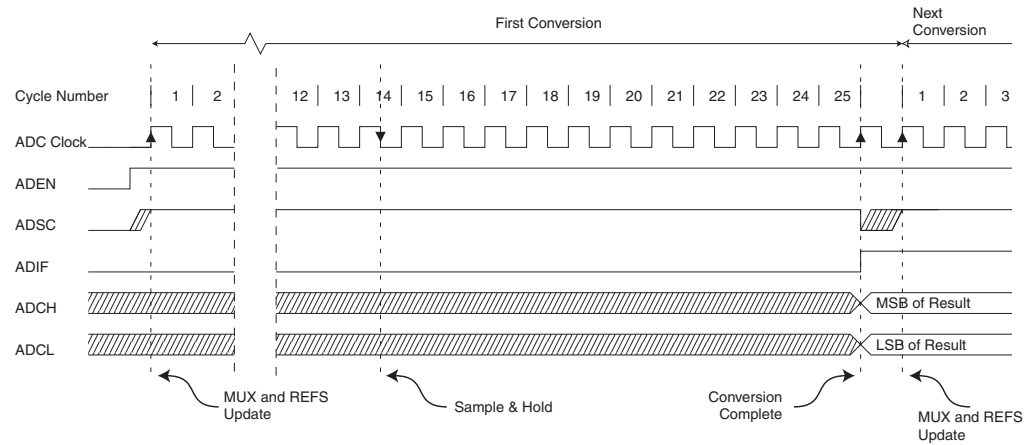 First Conversion
Next
Conversion
Cycle Number 1 2 12 13 14 15 16 17 18 19 20 21 22 23 24 25 1 2 3
ADC Clock
ADEN
ADSC
ADIF
ADCH MSB of Result
ADCL LSB of Result
MUX and REFS
Update
Sample & Hold
Conversion
Complete
MUX and REFS
Update